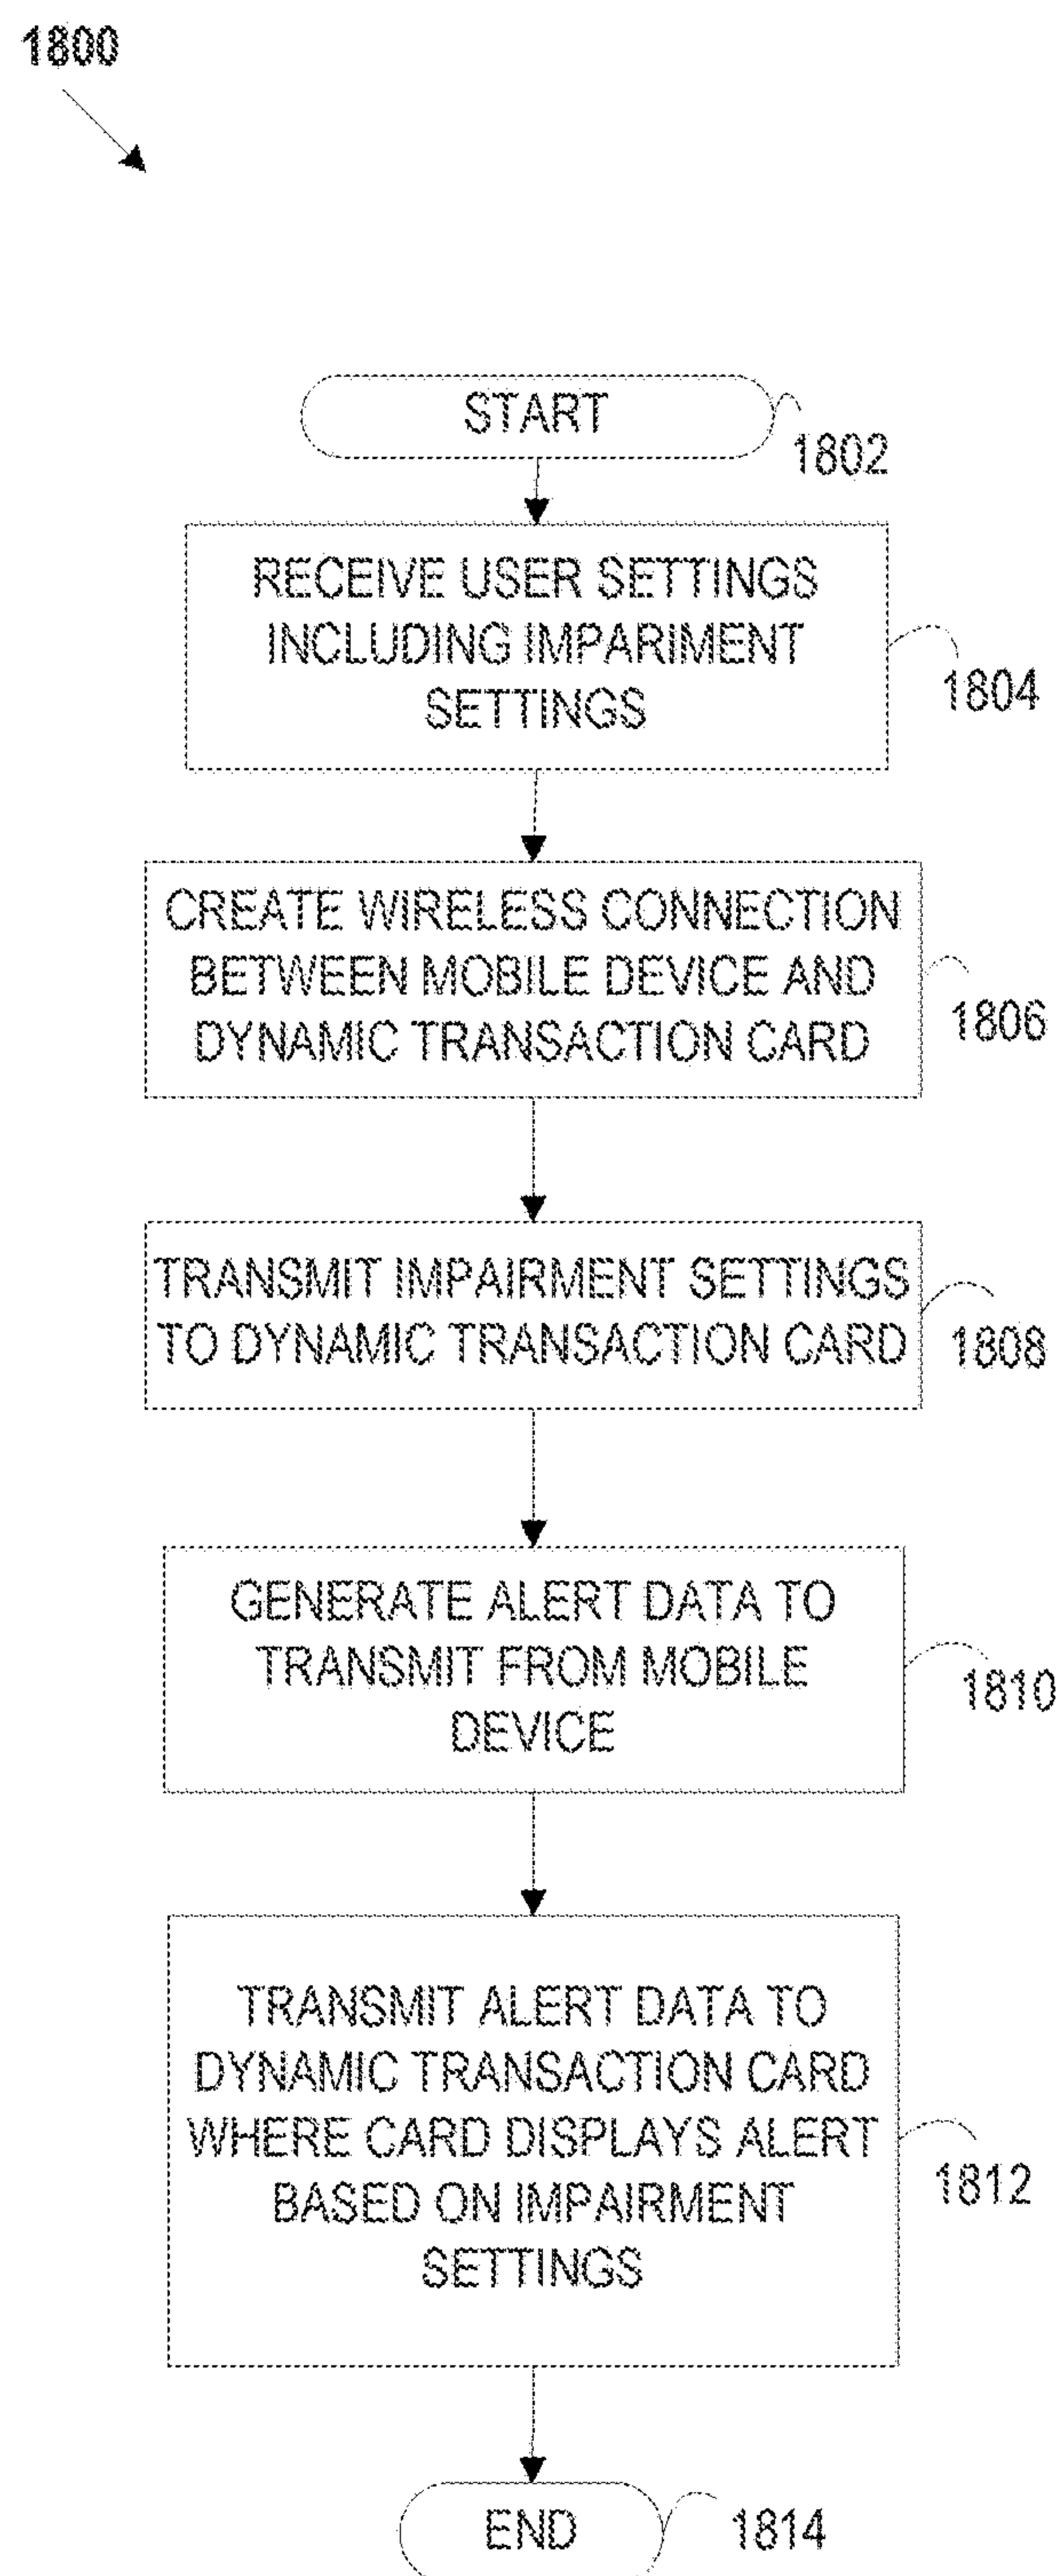 1800
START
1802
RECEIVE USER SETTINGS
INCLUDING IMPARIMENT
SETTINGS
1804
CREATE WIRELESS CONNECTION
BETWEEN MOBILE DEVICE AND
DYNAMIC TRANSACTION CARD
1806
TRANSMIT IMPAIRMENT SETTINGS
TO DYNAMIC TRANSACTION CARD
1808
GENERATE ALERT DATA TO
TRANSMIT FROM MOBILE
DEVICE
1810
TRANSMIT ALERT DATA TO
DYNAMIC TRANSACTION CARD
WHERE CARD DISPLAYS ALERT
BASED ON IMPAIRMENT
SETTINGS
1812
END
1814